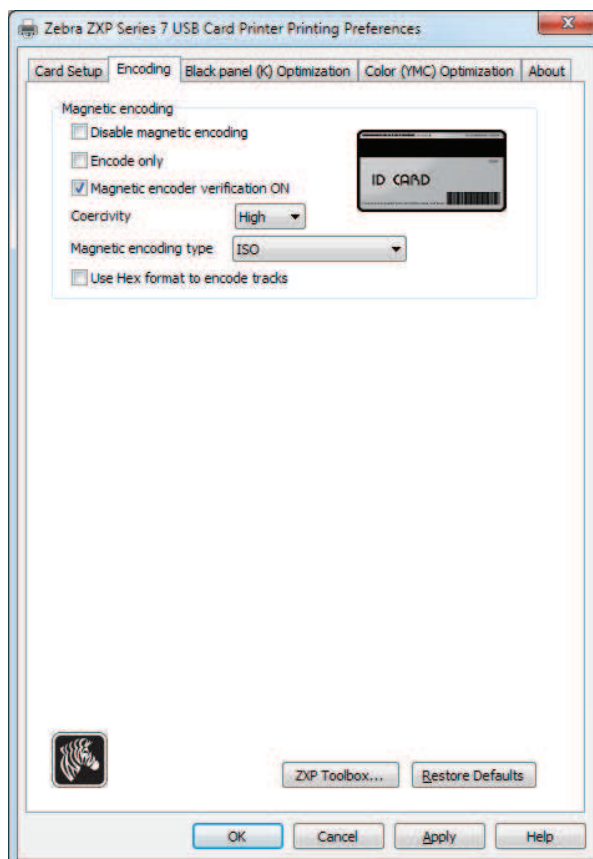 Zebra ZXP Series 7 USB Card Printer Printing Preferences
Card Setup Encoding Black panel (K) Optimization Color (YMC) Optimization About
Magnetic encoding
Disable magnetic encoding
Encode only
Magnetic encoder verification ON
ID CARD
Coercivity High
Magnetic encoding type ISO
Use Hex format to encode tracks
ZXP Toolbox... Restore Defaults
OK Cancel Apply Help